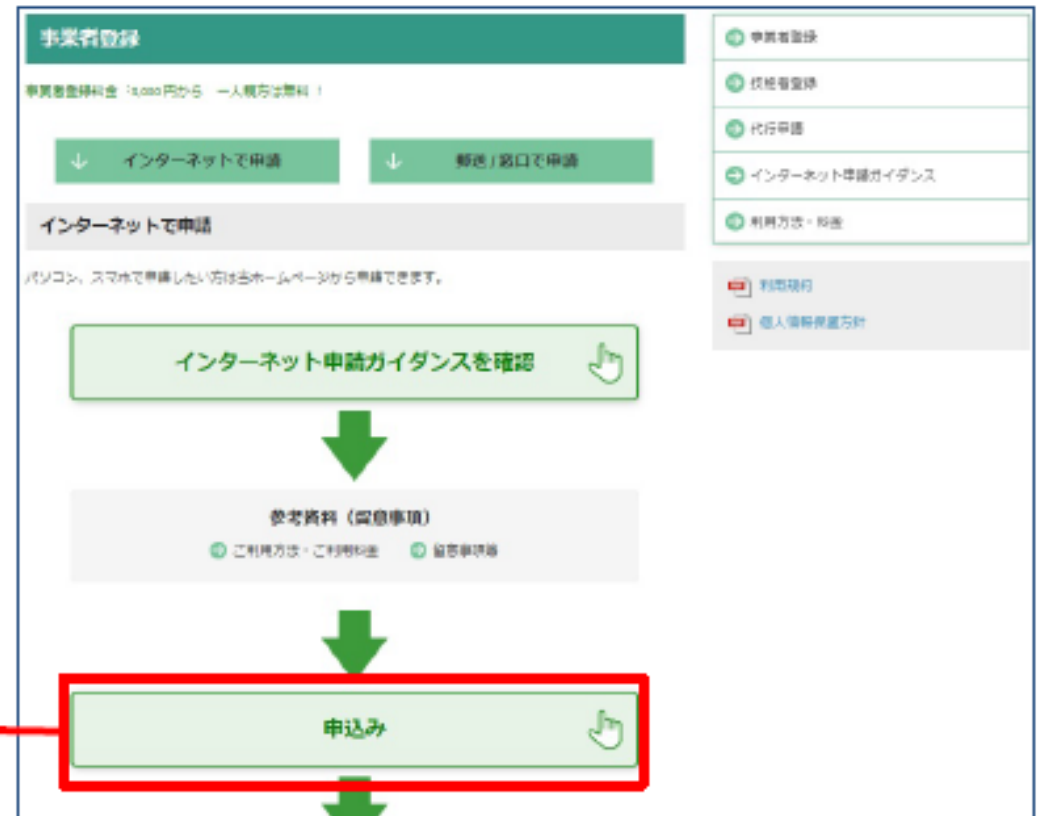 事業者登録
事業者登録料金 円から 一人親方は無料!
インターネットで申請
郵送/窓口で申請
インターネットで申請
パソコン、スマホで申請したい方は当ホームページから申請できます。
インターネット申請ガイダンスを確認
参考資料(留意事項)
ご利用方法・ご利用料金
留意事項等
申込み
事業者登録
技能者登録
代行申請
インターネット申請ガイダンス
利用方法・料金
利用規約
個人情報保護方針